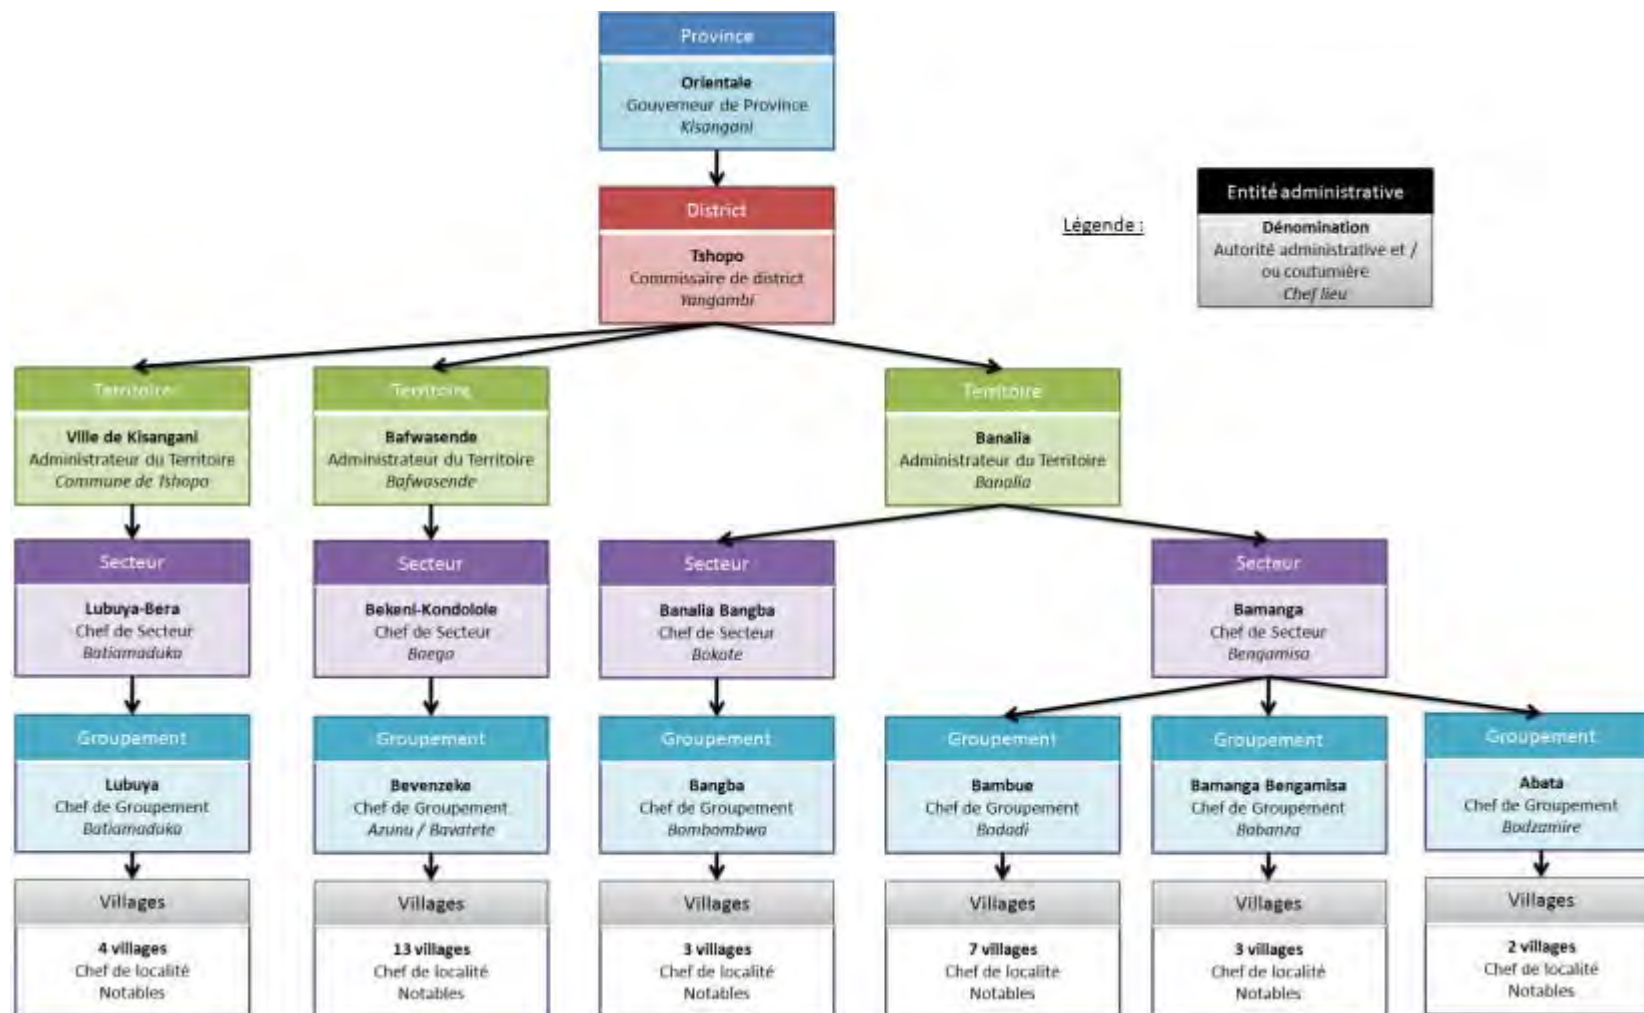 Province
Orientale
Gouverneur de Province
Kisangani
District
Tshopo
Commissaire de district
Yangambi
Légende :
Entité administrative
Dénomination
Autorité administrative et /
ou coutumière
Chef lieu
Territoire
Ville de Kisangani
Administrateur du Territoire
Commune de Tshopo
Territoire
Bafwasende
Administrateur du Territoire
Bafwasende
Territoire
Banalia
Administrateur du Territoire
Banalia
Secteur
Lubuya-Bera
Chef de Secteur
Batiamaduka
Secteur
Bekeni-Kondolole
Chef de Secteur
Baego
Secteur
Banalia Bangba
Chef de Secteur
Bokate
Secteur
Bamanga
Chef de Secteur
Bengamisa
Groupement
Lubuya
Chef de Groupement
Batiamaduka
Groupement
Bevenzeke
Chef de Groupement
Azunu / Bavatete
Groupement
Bangba
Chef de Groupement
Bombombwa
Groupement
Bambue
Chef de Groupement
Badadi
Groupement
Bamanga Bengamisa
Chef de Groupement
Babanza
Groupement
Abata
Chef de Groupement
Bodzamire
Villages
4 villages
Chef de localité
Notables
Villages
13 villages
Chef de localité
Notables
Villages
3 villages
Chef de localité
Notables
Villages
7 villages
Chef de localité
Notables
Villages
3 villages
Chef de localité
Notables
Villages
2 villages
Chef de localité
Notables